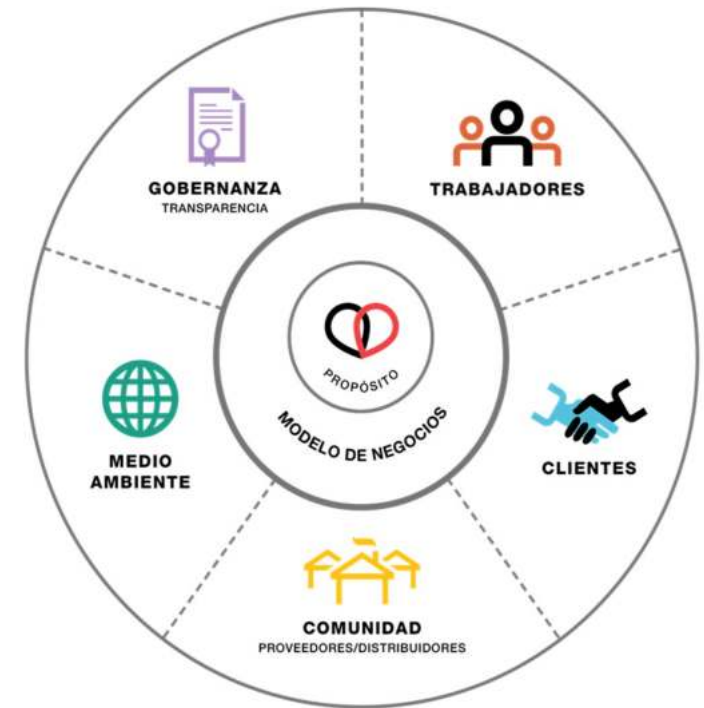 GOBERNANZA
TRANSPARENCIA
TRABAJADORES
PROPÓSITO
MODELO DE NEGOCIOS
MEDIO
AMBIENTE
CLIENTES
COMUNIDAD
PROVEEDORES/DISTRIBUIDORES